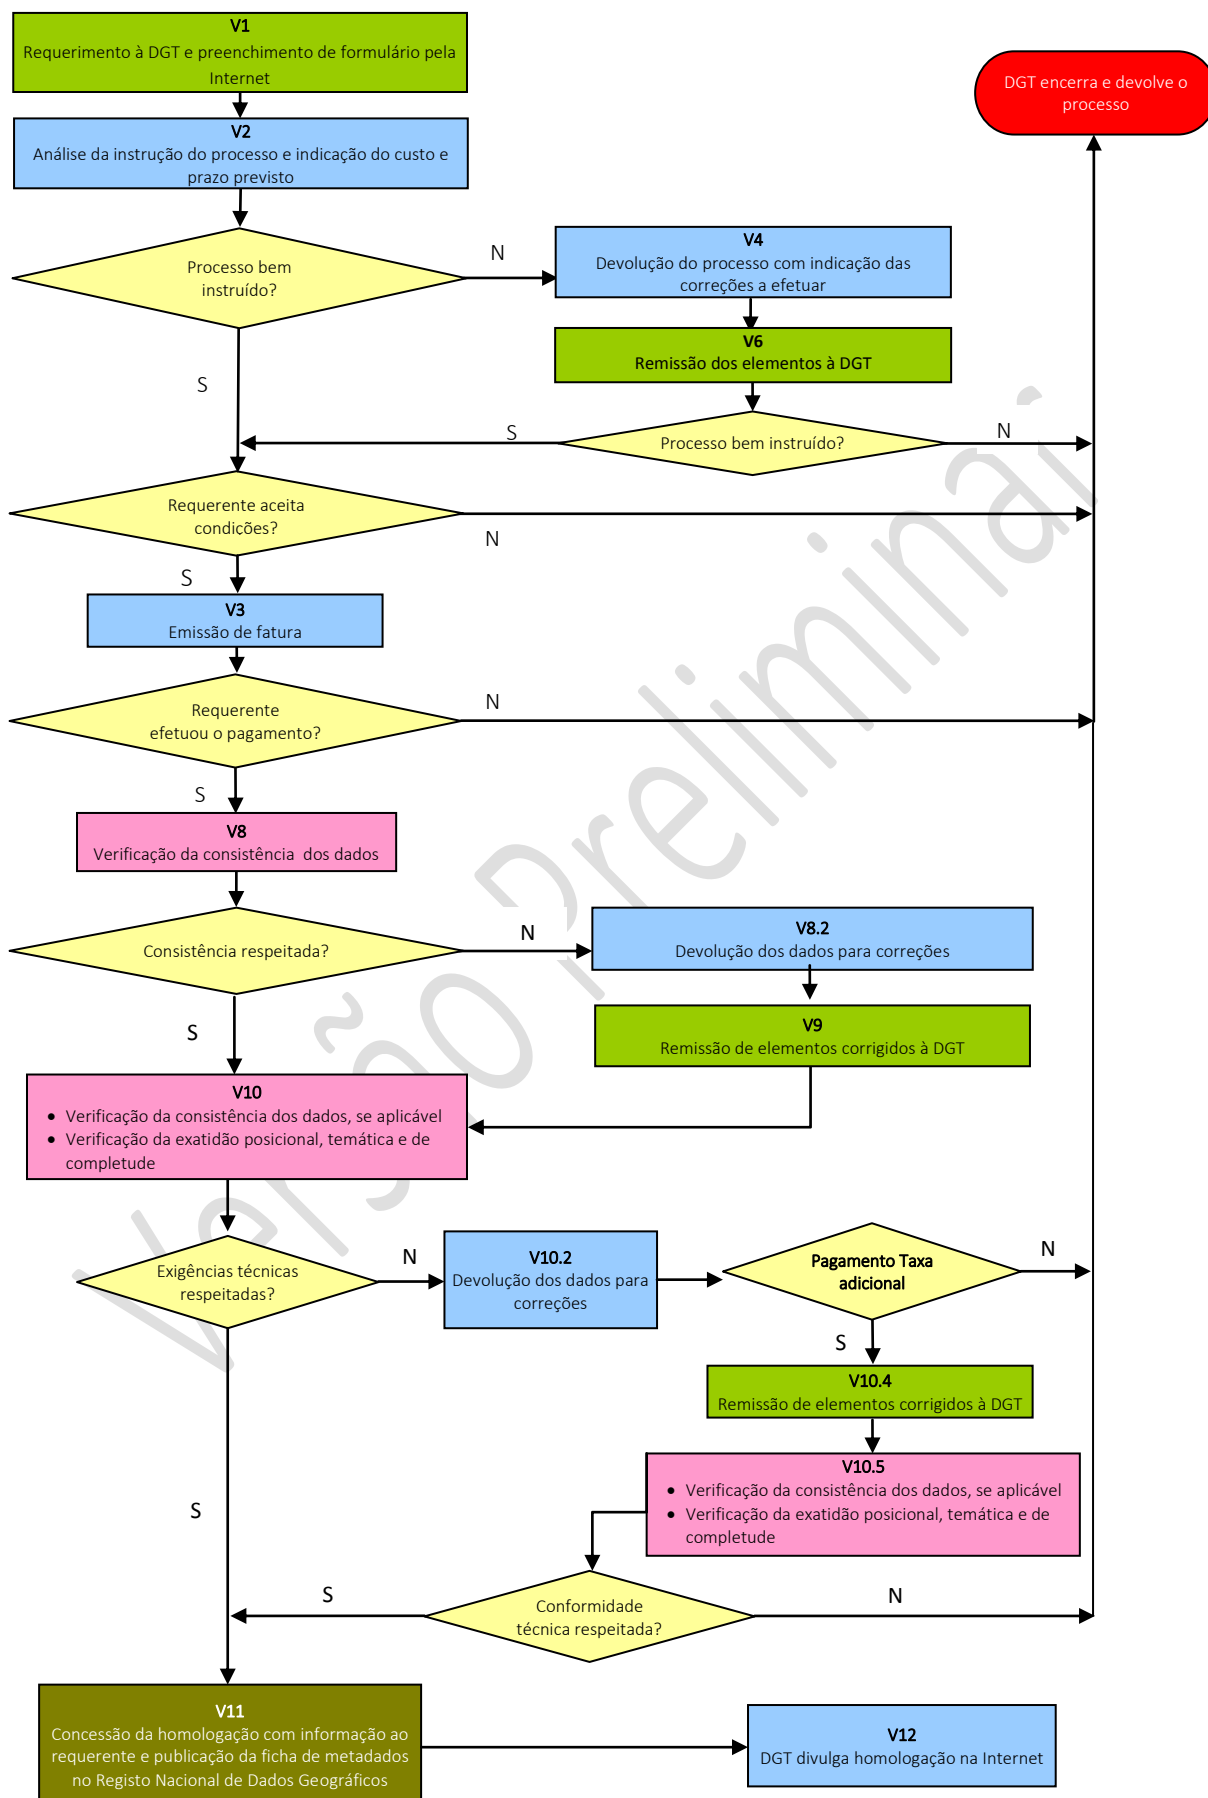 V1
Requerimento à DGT e preenchimento de formulário pela
Internet
DGT encerra e devolve o
processo
V2
Análise da instrução do processo e indicação do custo e
prazo previsto
Processo bem
instruído?
N
V4
Devolução do processo com indicação das
correções a efetuar
V6
Remissão dos elementos à DGT
S
S
Processo bem instruído?
N
Requerente aceita
condições?
N
S
V3
Emissão de fatura
Requerente
efetuou o pagamento?
N
S
V8
Verificação da consistência dos dados
Consistência respeitada?
N
V8.2
Devolução dos dados para correções
S
V9
Remissão de elementos corrigidos à DGT
V10
• Verificação da consistência dos dados, se aplicável
• Verificação da exatidão posicional, temática e de
completude
Exigências técnicas
respeitadas?
N
V10.2
Devolução dos dados para
correções
Pagamento Taxa
adicional
N
S
V10.4
Remissão de elementos corrigidos à DGT
V10.5
• Verificação da consistência dos dados, se aplicável
• Verificação da exatidão posicional, temática e de
completude
S
S
Conformidade
técnica respeitada?
N
V11
Concessão da homologação com informação ao
requerente e publicação da ficha de metadados
no Registo Nacional de Dados Geográficos
V12
DGT divulga homologação na Internet
Versão Preliminar